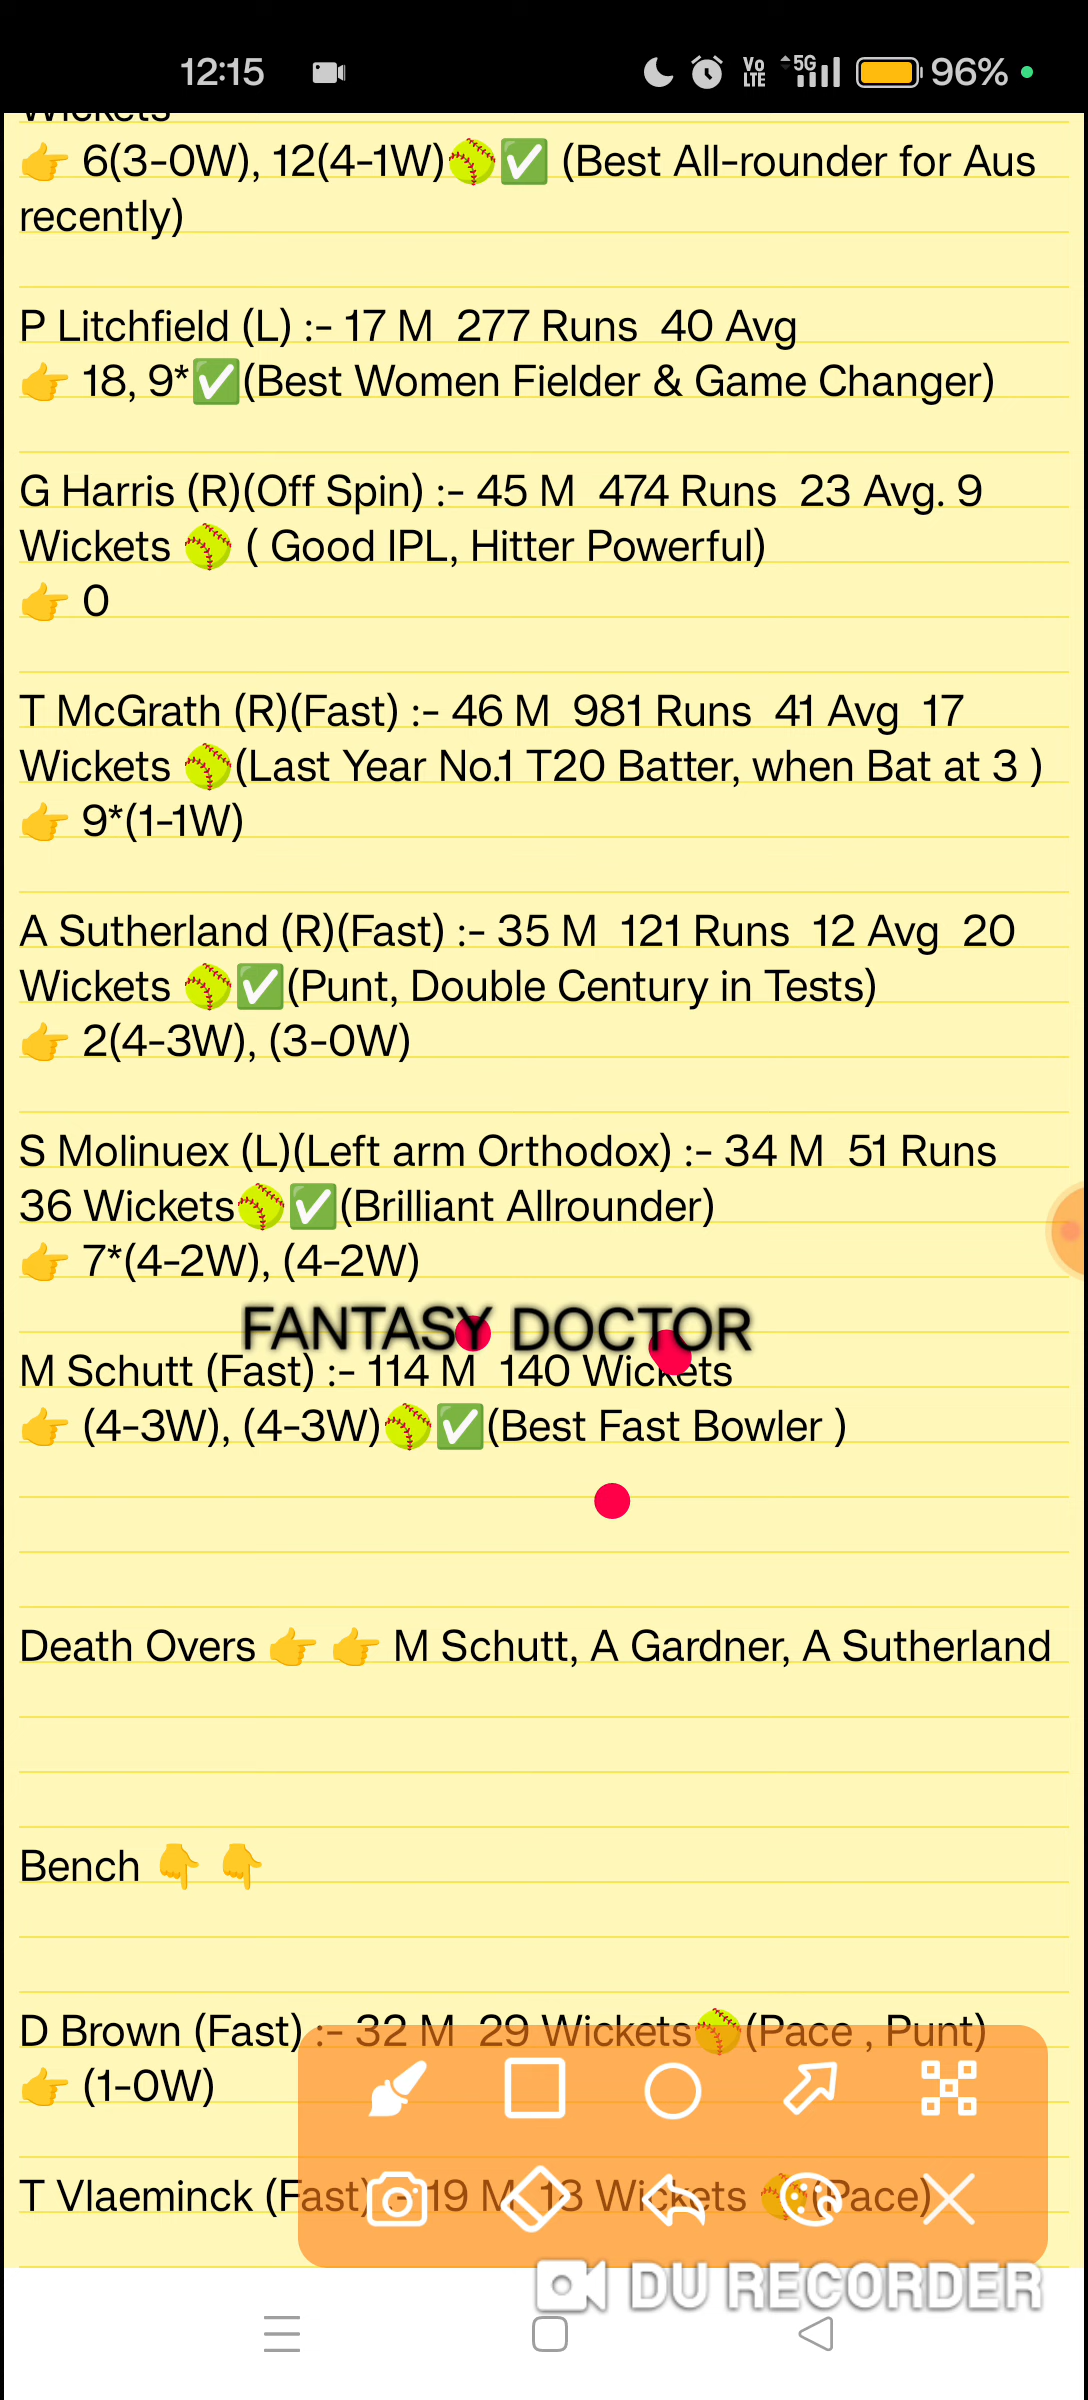 12:15 Vo LTE 5G 96%
Wickets
👉 6(3-0W), 12(4-1W)🥎✅ (Best All-rounder for Aus
recently)
P Litchfield (L) :- 17 M 277 Runs 40 Avg
👉 18, 9*✅(Best Women Fielder & Game Changer)
G Harris (R)(Off Spin) :- 45 M 474 Runs 23 Avg. 9
Wickets 🥎 ( Good IPL, Hitter Powerful)
👉 0
T McGrath (R)(Fast) :- 46 M 981 Runs 41 Avg 17
Wickets 🥎(Last Year No.1 T20 Batter, when Bat at 3 )
👉 9*(1-1W)
A Sutherland (R)(Fast) :- 35 M 121 Runs 12 Avg 20
Wickets 🥎✅(Punt, Double Century in Tests)
👉 2(4-3W), (3-0W)
S Molinuex (L)(Left arm Orthodox) :- 34 M 51 Runs
36 Wickets🥎✅(Brilliant Allrounder)
👉 7*(4-2W), (4-2W)
FANTASY DOCTOR
M Schutt (Fast) :- 114 M 140 Wickets
👉 (4-3W), (4-3W)🥎✅(Best Fast Bowler )
Death Overs 👉 👉 M Schutt, A Gardner, A Sutherland
Bench 👇 👇
D Brown (Fast) :- 32 M 29 Wickets🥎(Pace , Punt)
👉 (1-0W)
T Vlaeminck (Fast) :- 19 M 13 Wickets 🥎(Pace)
DU RECORDER